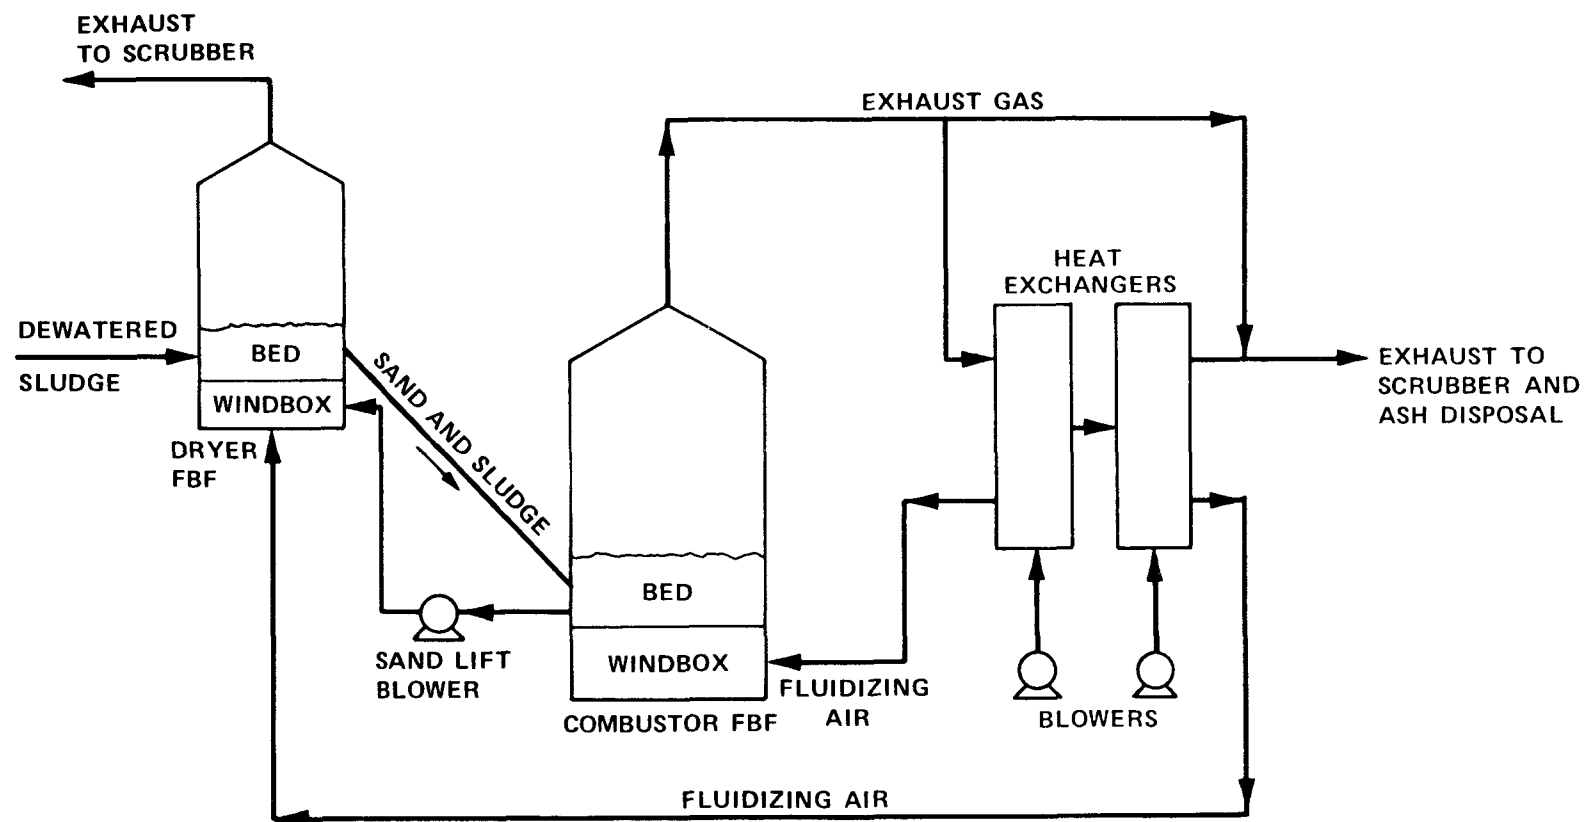 EXHAUST
TO SCRUBBER
EXHAUST GAS
HEAT
EXCHANGERS
DEWATERED
SLUDGE
BED
WINDBOX
DRYER
FBF
SAND AND SLUDGE
EXHAUST TO
SCRUBBER AND
ASH DISPOSAL
BED
WINDBOX
SAND LIFT
BLOWER
COMBUSTOR FBF
FLUIDIZING
AIR
BLOWERS
FLUIDIZING AIR